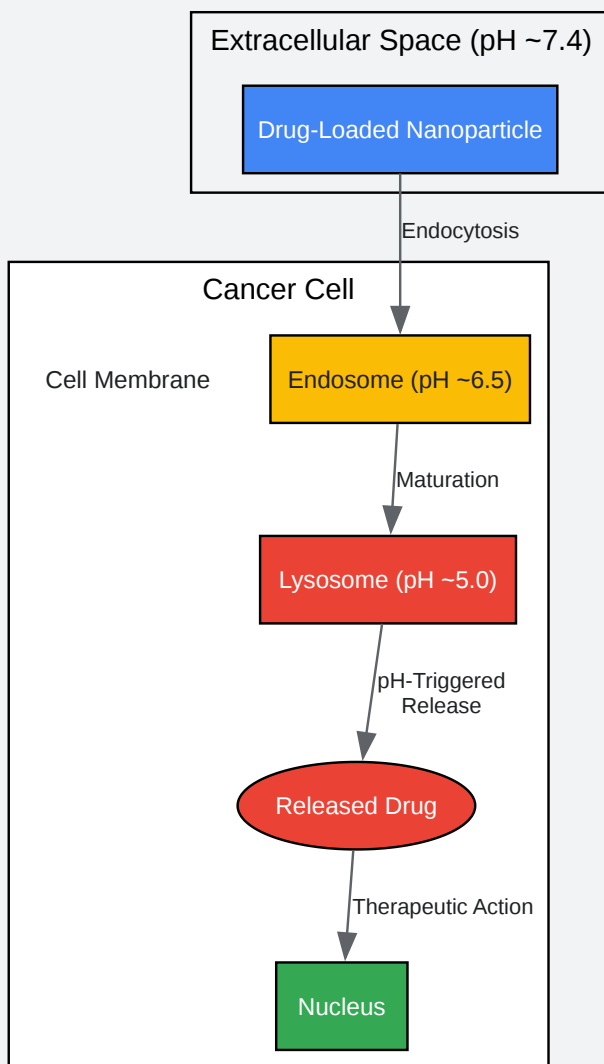 Extracellular Space (pH ~7.4)
Drug-Loaded Nanoparticle
Endocytosis
Cancer Cell
Cell Membrane
Endosome (pH ~6.5)
Maturation
Lysosome (pH ~5.0)
pH-Triggered
Release
Released Drug
Therapeutic Action
Nucleus